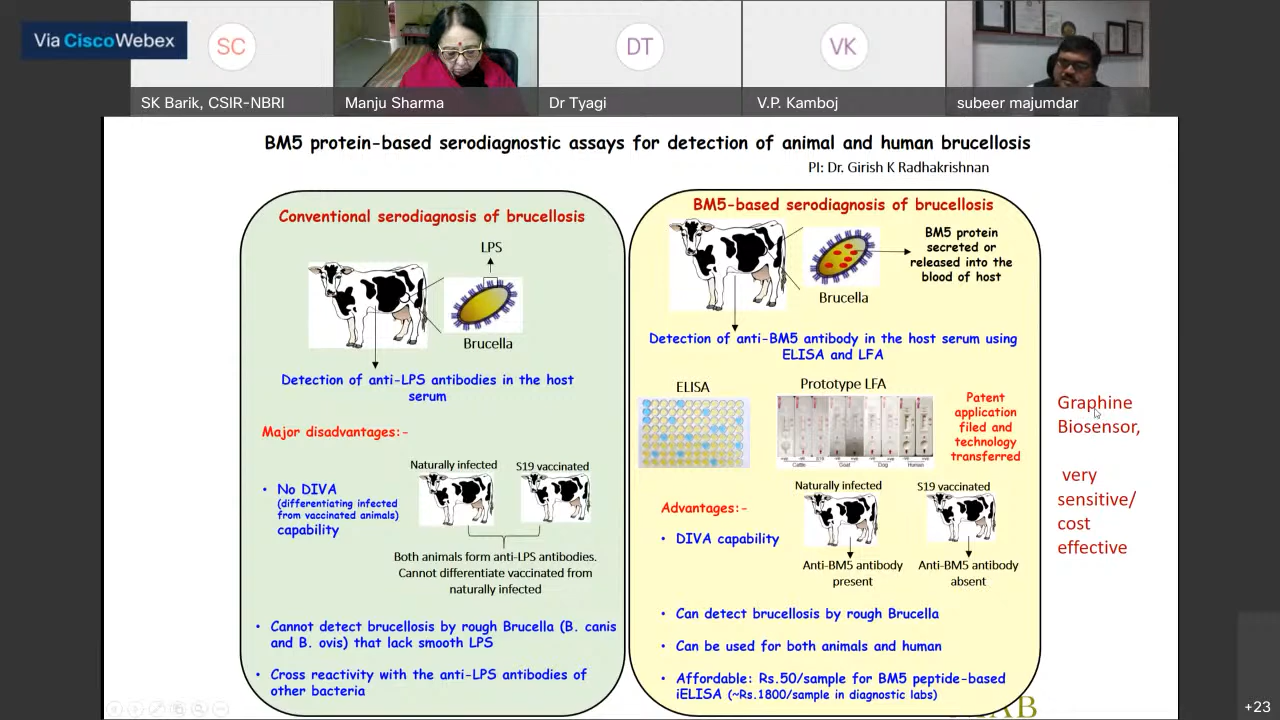 Via CiscoWebex
SC
DT
VK
SK Barik, CSIR-NBRI
Manju Sharma
Dr Tyagi
V.P. Kamboj
subeer majumdar
BM5 protein-based serodiagnostic assays for detection of animal and human brucellosis
PI: Dr. Girish K Radhakrishnan
Conventional serodiagnosis of brucellosis
LPS
Brucella
Detection of anti-LPS antibodies in the host
serum
Major disadvantages:-
Naturally infected
S19 vaccinated
• No DIVA
(differentiating infected
from vaccinated animals)
capability
Both animals form anti-LPS antibodies.
Cannot differentiate vaccinated from
naturally infected
• Cannot detect brucellosis by rough Brucella (B. canis
and B. ovis) that lack smooth LPS
• Cross reactivity with the anti-LPS antibodies of
other bacteria
BM5-based serodiagnosis of brucellosis
BM5 protein
secreted or
released into the
blood of host
Brucella
Detection of anti-BM5 antibody in the host serum using
ELISA and LFA
ELISA
Prototype LFA
Cattle
Goat
Dog
Human
Patent
application
filed and
technology
transferred
Naturally infected
S19 vaccinated
Advantages:-
• DIVA capability
Anti-BM5 antibody
present
Anti-BM5 antibody
absent
• Can detect brucellosis by rough Brucella
• Can be used for both animals and human
• Affordable: Rs.50/sample for BM5 peptide-based
iELISA (~Rs.1800/sample in diagnostic labs)
Graphine
Biosensor,
very
sensitive/
cost
effective
+23